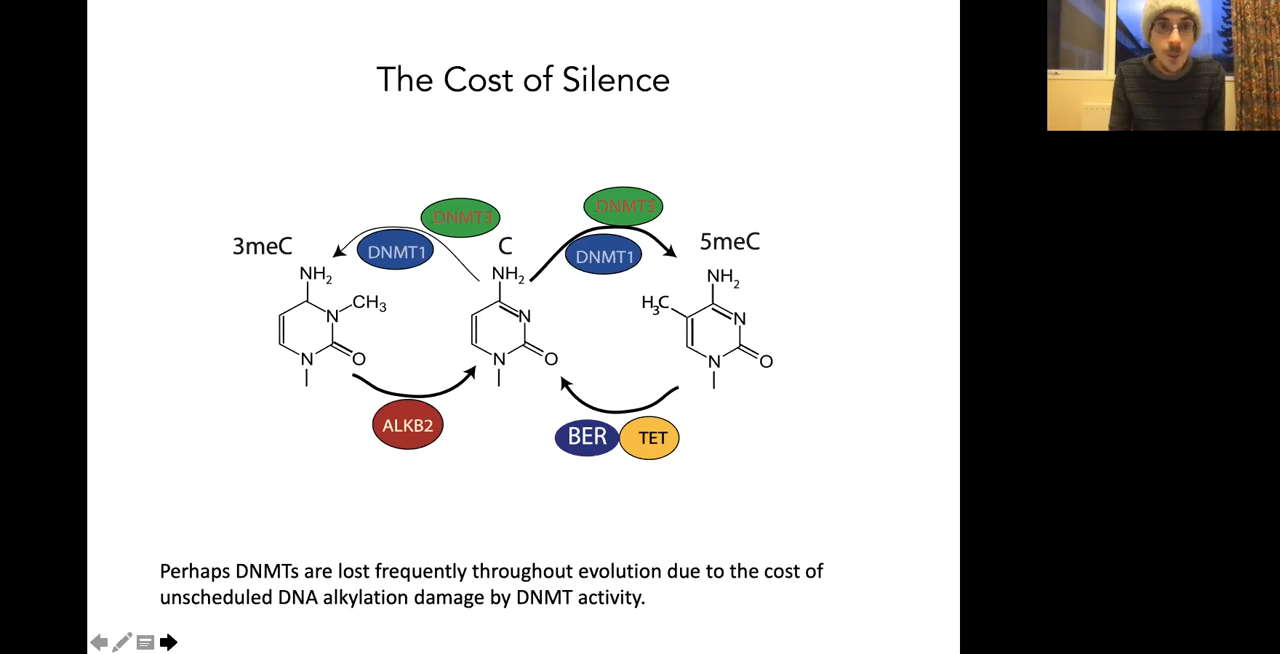 The Cost of Silence
DNMT3
DNMT3
3meC
DNMT1
C
DNMT1
5meC
NH2
NH2
NH2
N
CH3
N
H3C
N
N
O
N
O
N
O
ALKB2
BER
TET
Perhaps DNMTs are lost frequently throughout evolution due to the cost of
unscheduled DNA alkylation damage by DNMT activity.